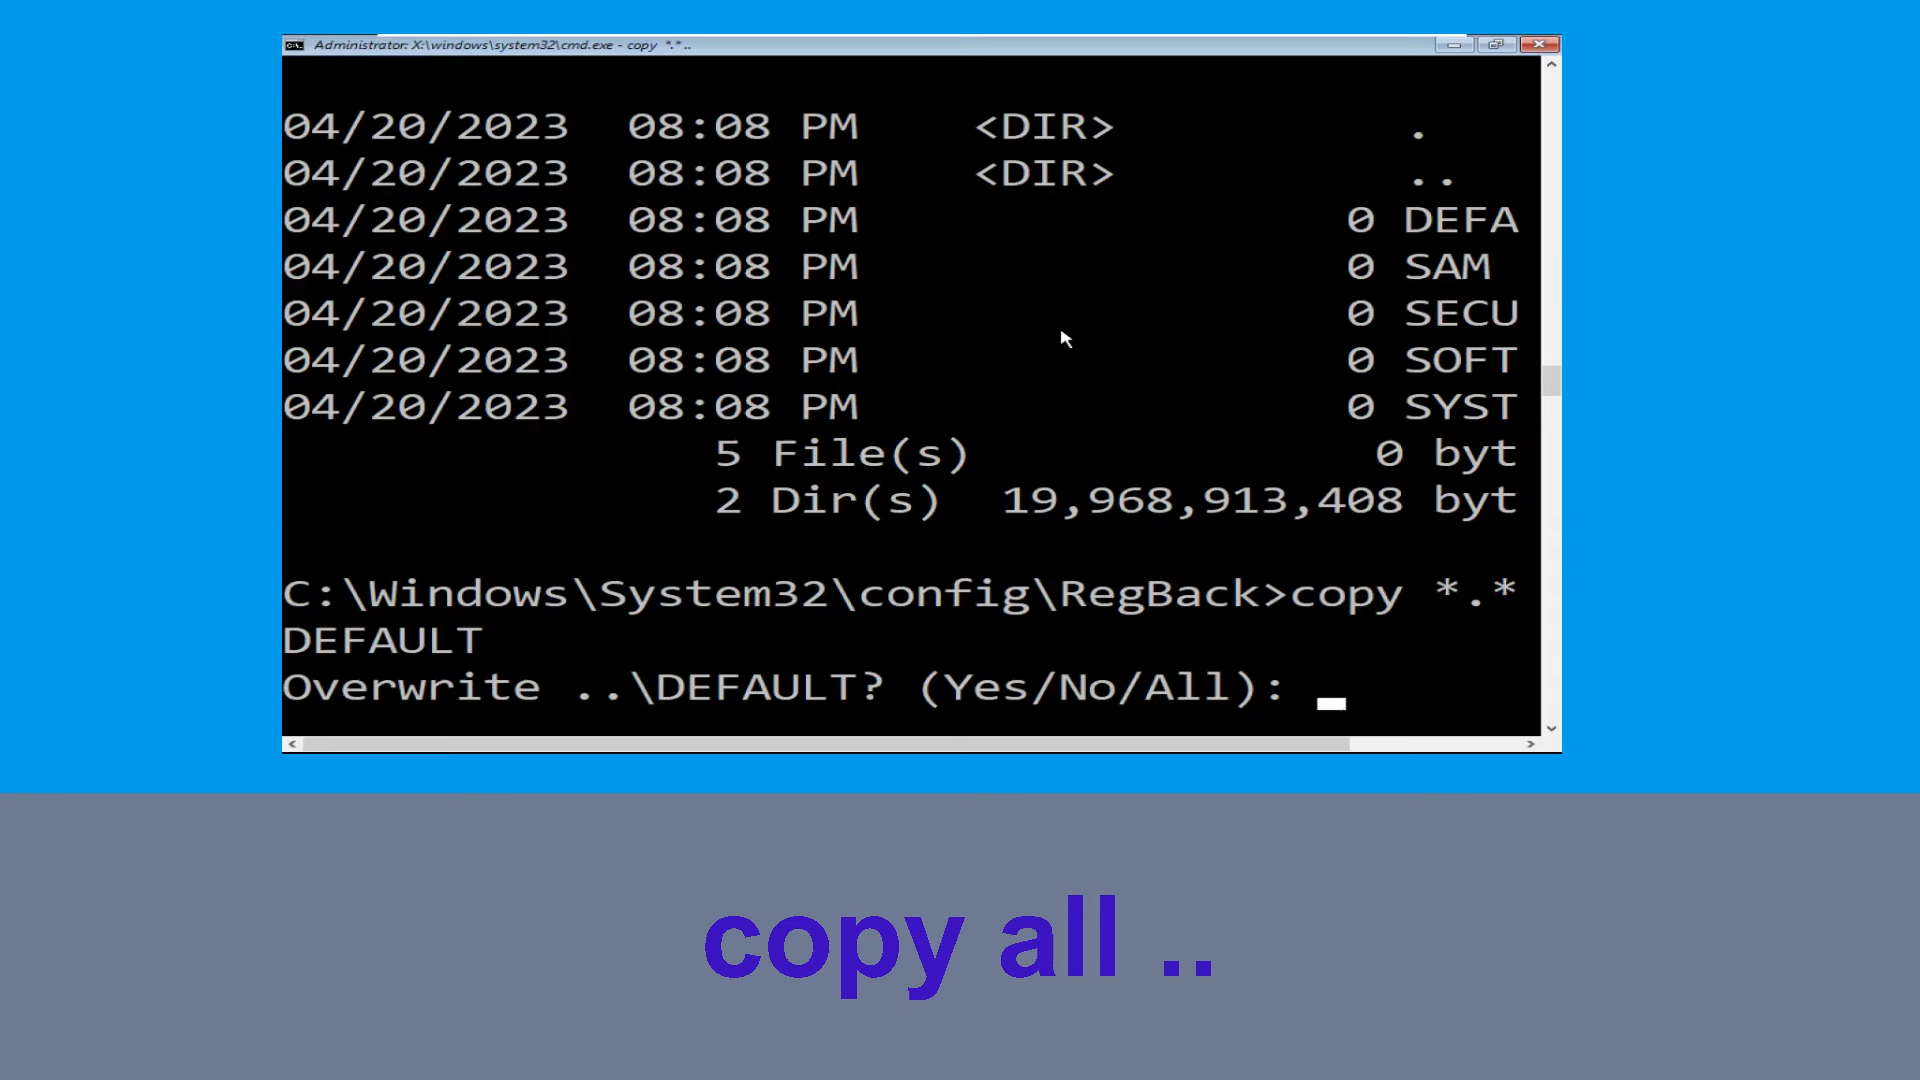 Administrator: X:\windows\system32\cmd.exe - copy *.* ..
04/20/2023 08:08 PM <DIR> .
04/20/2023 08:08 PM <DIR> ..
04/20/2023 08:08 PM 0 DEFA
04/20/2023 08:08 PM 0 SAM
04/20/2023 08:08 PM 0 SECU
04/20/2023 08:08 PM 0 SOFT
04/20/2023 08:08 PM 0 SYST
5 File(s) 0 byt
2 Dir(s) 19,968,913,408 byt
C:\Windows\System32\config\RegBack>copy *.*
DEFAULT
Overwrite ..\DEFAULT? (Yes/No/All):
copy all ..